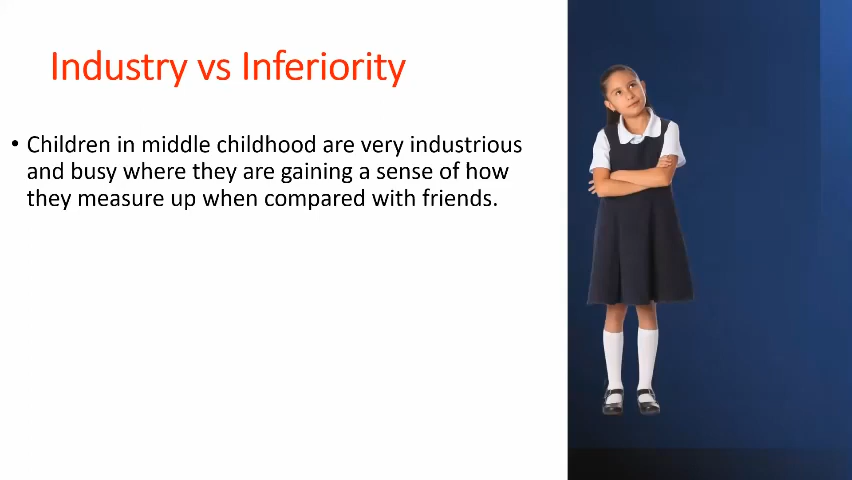 Industry vs Inferiority
• Children in middle childhood are very industrious
and busy where they are gaining a sense of how
they measure up when compared with friends.